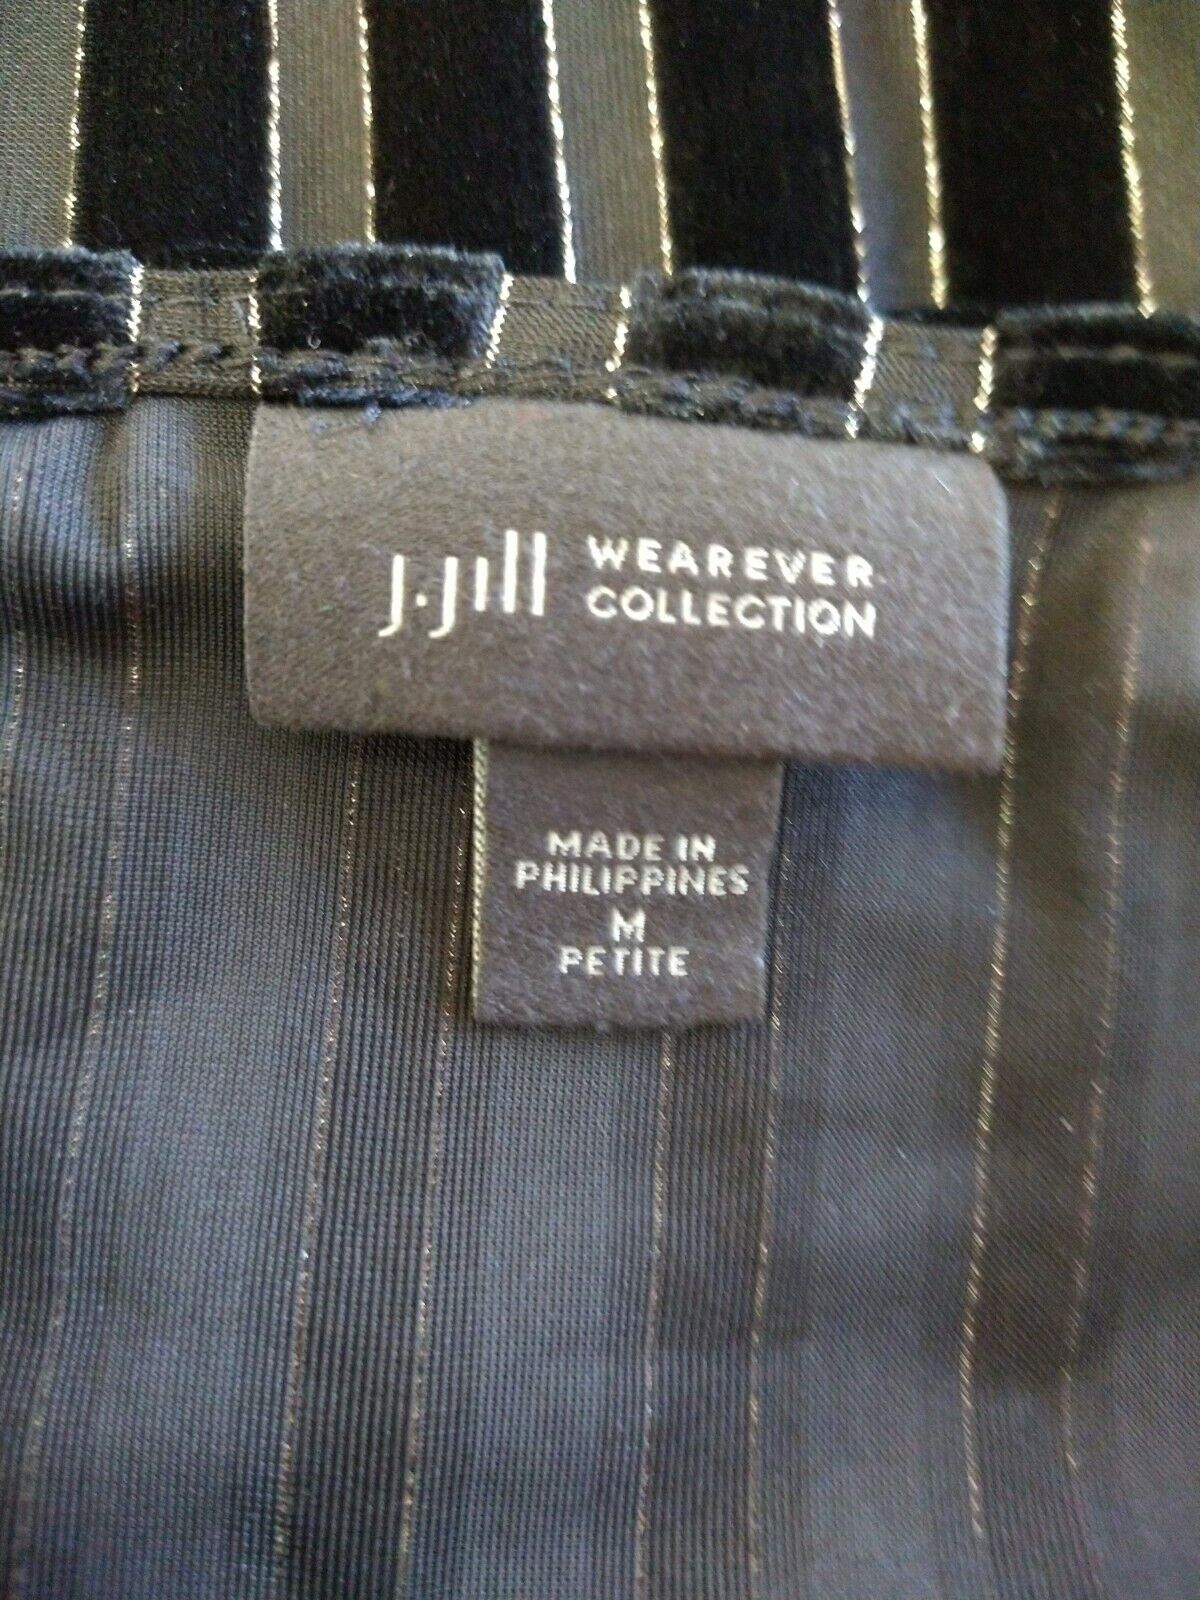 J.Jill WEAREVER
COLLECTION
MADE IN
PHILIPPINES
M
PETITE